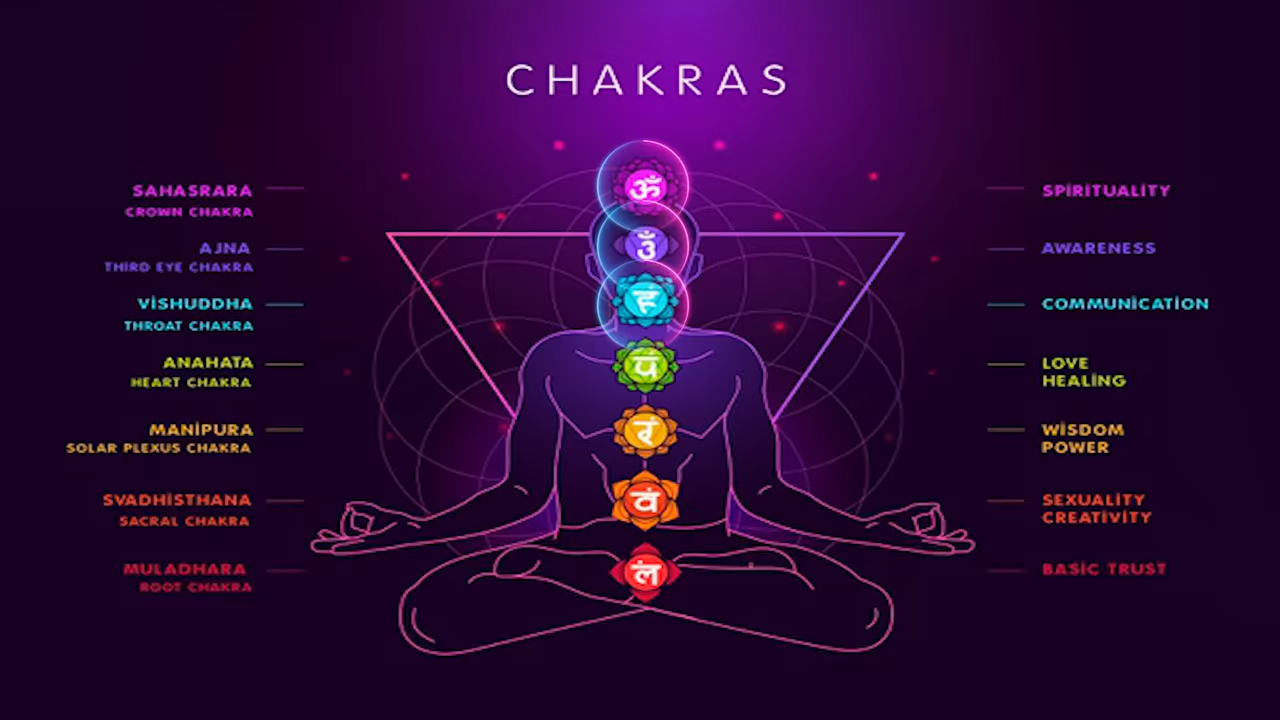 CHAKRAS
SAHASRARA
CROWN CHAKRA
AJNA
THIRD EYE CHAKRA
VISHUDDHA
THROAT CHAKRA
ANAHATA
HEART CHAKRA
MANIPURA
SOLAR PLEXUS CHAKRA
SVADHISTHANA
SACRAL CHAKRA
MULADHARA
ROOT CHAKRA
ॐ
ॐ
हं
यं
रं
वं
लं
SPIRITUALITY
AWARENESS
COMMUNICATION
LOVE
HEALING
WISDOM
POWER
SEXUALITY
CREATIVITY
BASIC TRUST